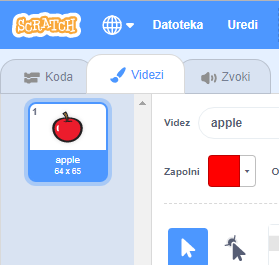 SCRATCH Datoteka Uredi
Koda Videzi Zvoki
1
apple
64 x 65
Videz apple
Zapolni O